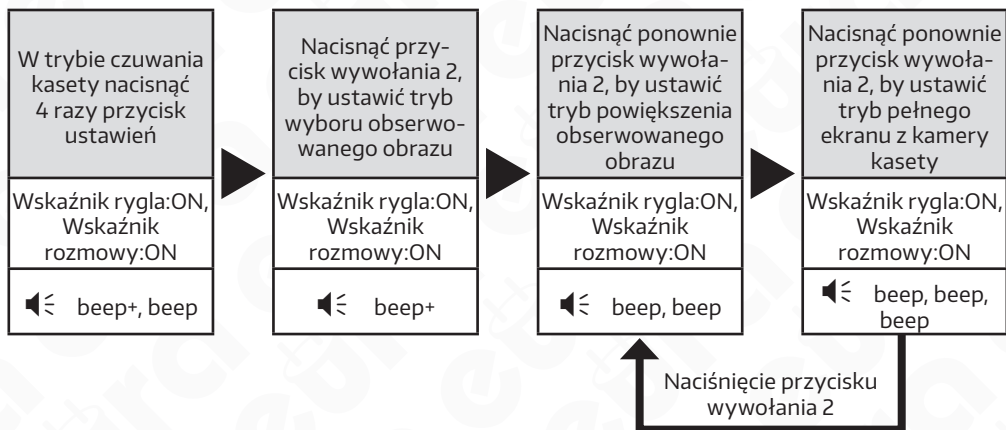 W trybie czuwania
kasety nacisnąć
4 razy przycisk
ustawień
Wskaźnik rygla:ON,
Wskaźnik
rozmowy:ON
beep+, beep
Nacisnąć przy-
cisk wywołania 2,
by ustawić tryb
wyboru obserwo-
wanego obrazu
Wskaźnik rygla:ON,
Wskaźnik
rozmowy:ON
beep+
Nacisnąć ponownie
przycisk wywoła-
nia 2, by ustawić
tryb powiększenia
obserwowanego
obrazu
Wskaźnik rygla:ON,
Wskaźnik
rozmowy:ON
beep, beep
Nacisnąć ponownie
przycisk wywoła-
nia 2, by ustawić
tryb pełnego
ekranu z kamery
kasety
Wskaźnik rygla:ON,
Wskaźnik
rozmowy:ON
beep, beep,
beep
Naciśnięcie przycisku
wywołania 2